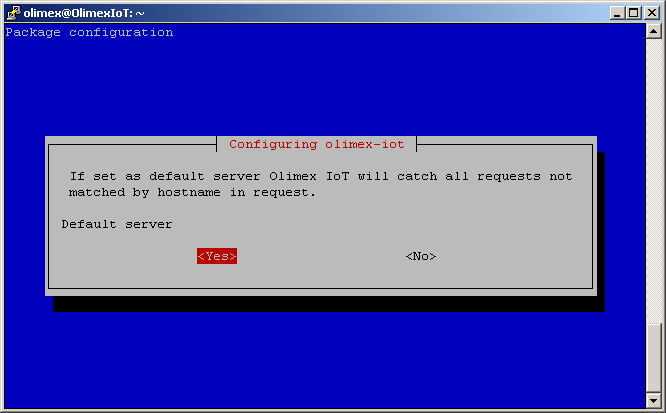 olimex@OlimexIoT: ~
Package configuration
Configuring olimex-iot
If set as default server Olimex IoT will catch all requests not
matched by hostname in request.
Default server
<Yes> <No>